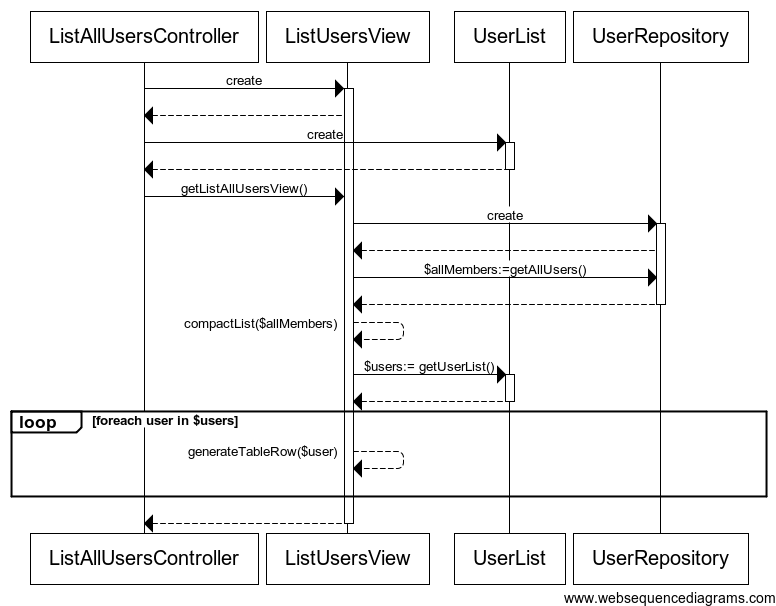 ListAllUsersController ListUsersView UserList UserRepository
create
create
getListAllUsersView()
create
$allMembers:=getAllUsers()
compactList($allMembers)
$users:= getUserList()
loop [foreach user in $users]
generateTableRow($user)
ListAllUsersController ListUsersView UserList UserRepository
www.websequencediagrams.com